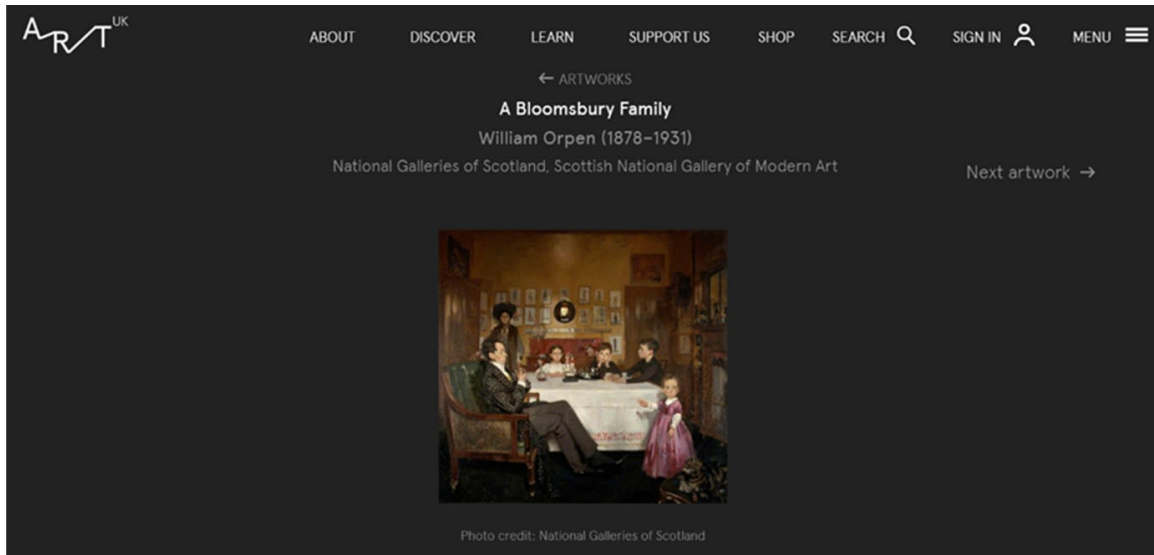 ART UK
ABOUT DISCOVER LEARN SUPPORT US SHOP SEARCH SIGN IN MENU
← ARTWORKS
A Bloomsbury Family
William Orpen (1878–1931)
National Galleries of Scotland, Scottish National Gallery of Modern Art
Next artwork →
Photo credit: National Galleries of Scotland